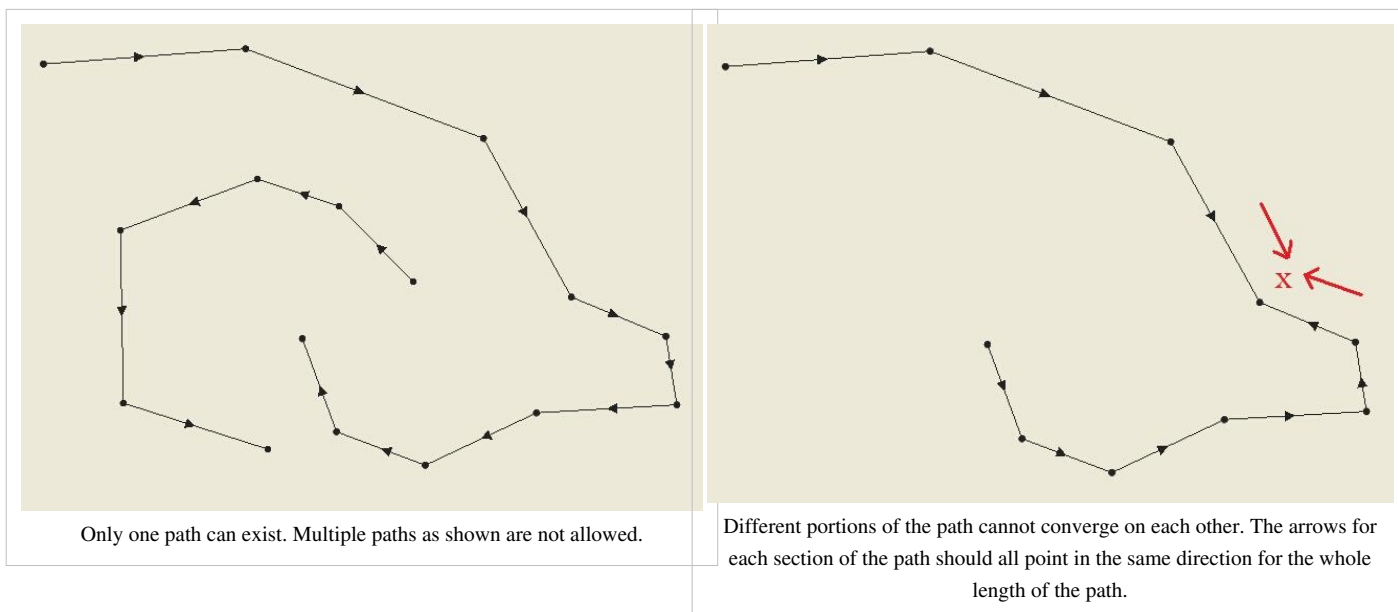 X
Only one path can exist. Multiple paths as shown are not allowed.
Different portions of the path cannot converge on each other. The arrows for
each section of the path should all point in the same direction for the whole
length of the path.